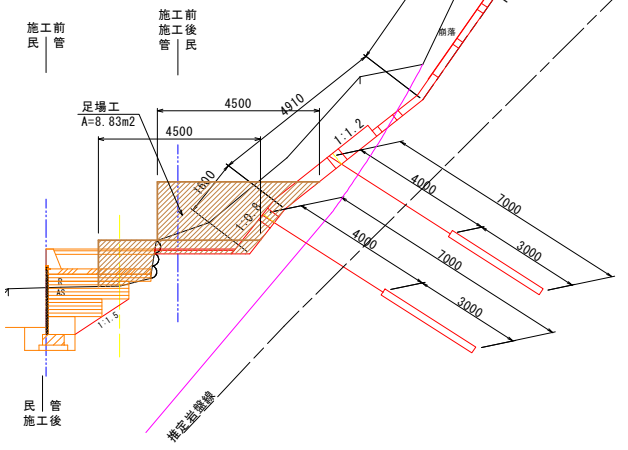 施工前
民 管
施工前後
施工後
管 民
崩落
足場工
A=8.83m2
4500
4500
4910
1600
1:1.2
1:0.8
4000
7000
3000
4000
7000
3000
R
AS
1:1.5
推定岩盤線
民 管
施工後